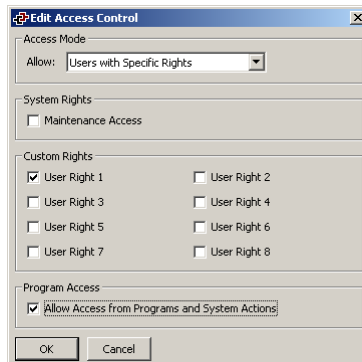 Edit Access Control
Access Mode
Allow: Users with Specific Rights
System Rights
Maintenance Access
Custom Rights
User Right 1 User Right 2
User Right 3 User Right 4
User Right 5 User Right 6
User Right 7 User Right 8
Program Access
Allow Access from Programs and System Actions
OK Cancel